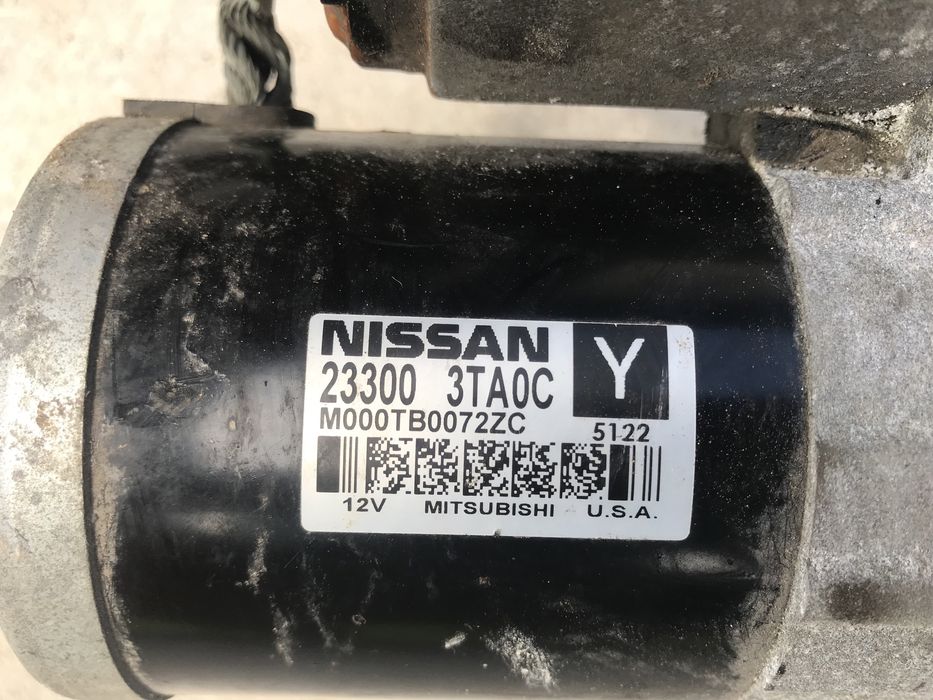 NISSAN
Y
23300 3TA0C
M000TB0072ZC
5122
12V MITSUBISHI U.S.A.